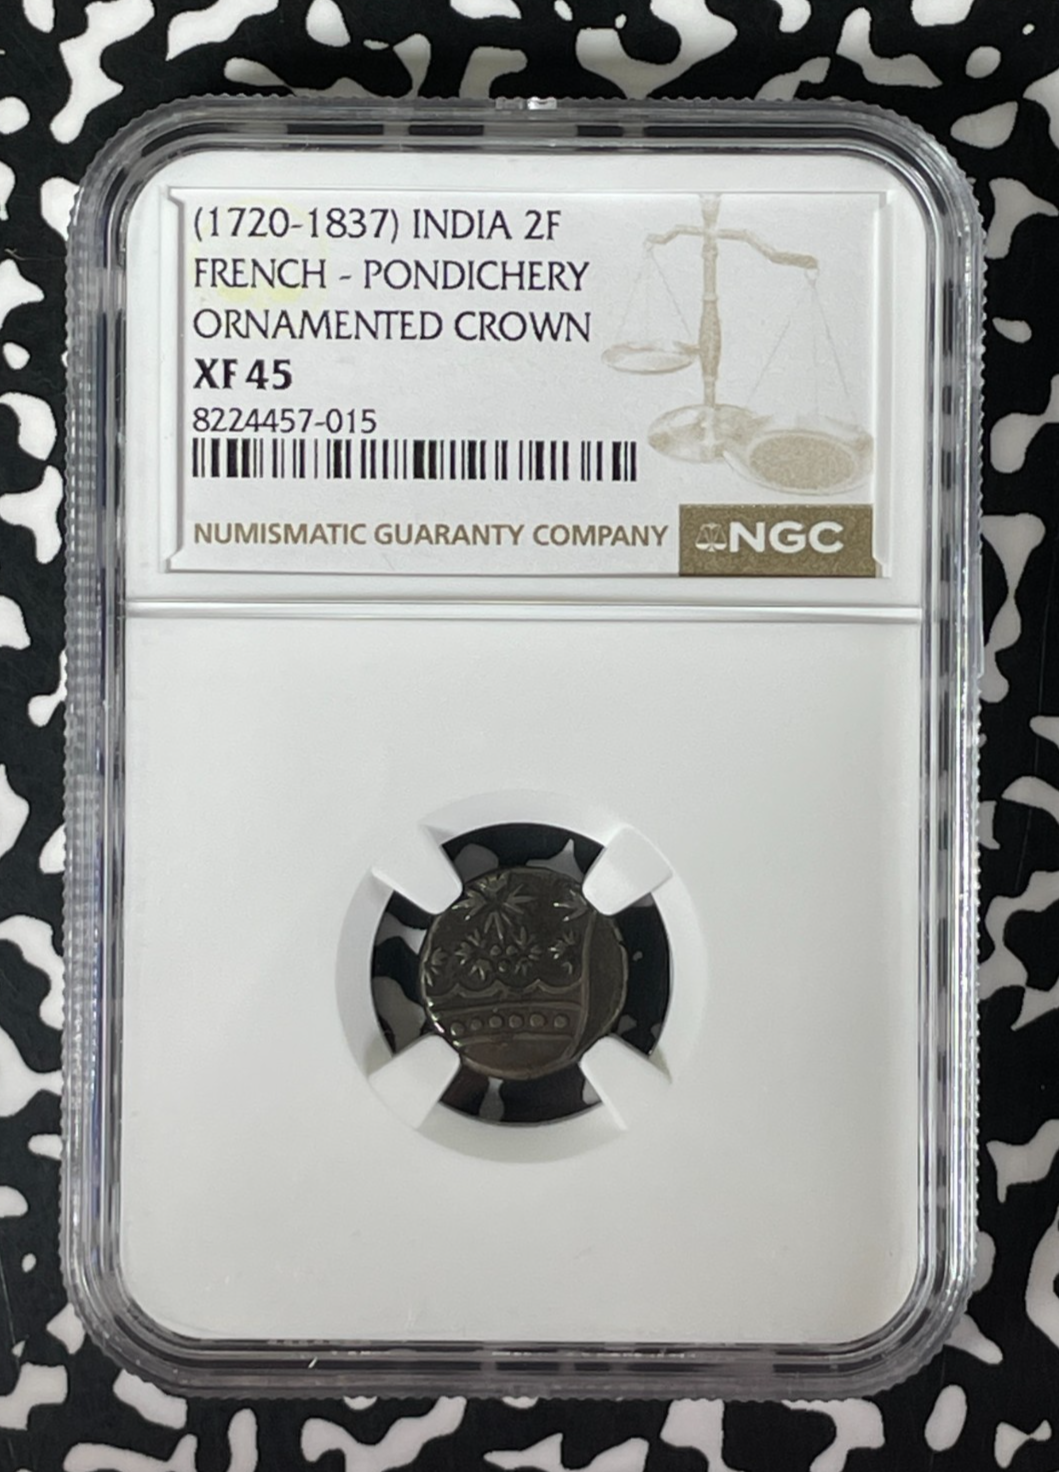 (1720-1837) INDIA 2F
FRENCH - PONDICHERY
ORNAMENTED CROWN
XF 45
8224457-015
NUMISMATIC GUARANTY COMPANY NGC